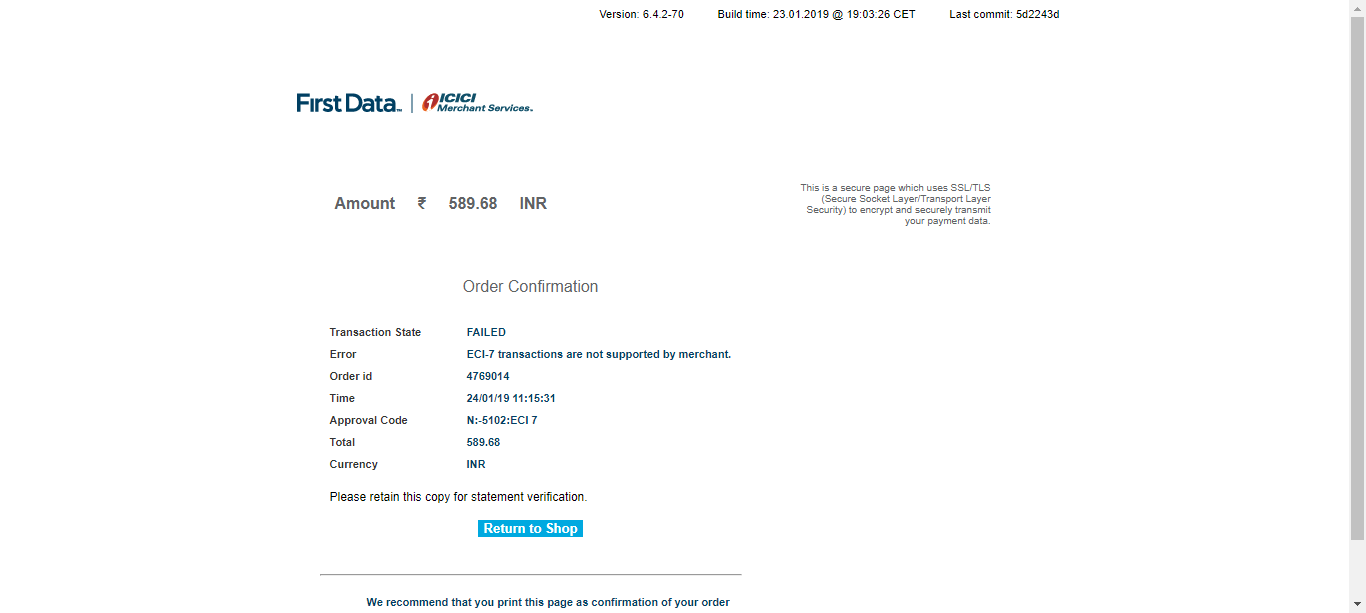 Version: 6.4.2-70 Build time: 23.01.2019 @ 19:03:26 CET Last commit: 5d2243d
First Data™ | ICICI
Merchant Services™
Amount ₹ 589.68 INR
This is a secure page which uses SSL/TLS
(Secure Socket Layer/Transport Layer
Security) to encrypt and securely transmit
your payment data.
Order Confirmation
Transaction State FAILED
Error ECI-7 transactions are not supported by merchant.
Order id 4769014
Time 24/01/19 11:15:31
Approval Code N:-5102:ECI 7
Total 589.68
Currency INR
Please retain this copy for statement verification.
Return to Shop
We recommend that you print this page as confirmation of your order